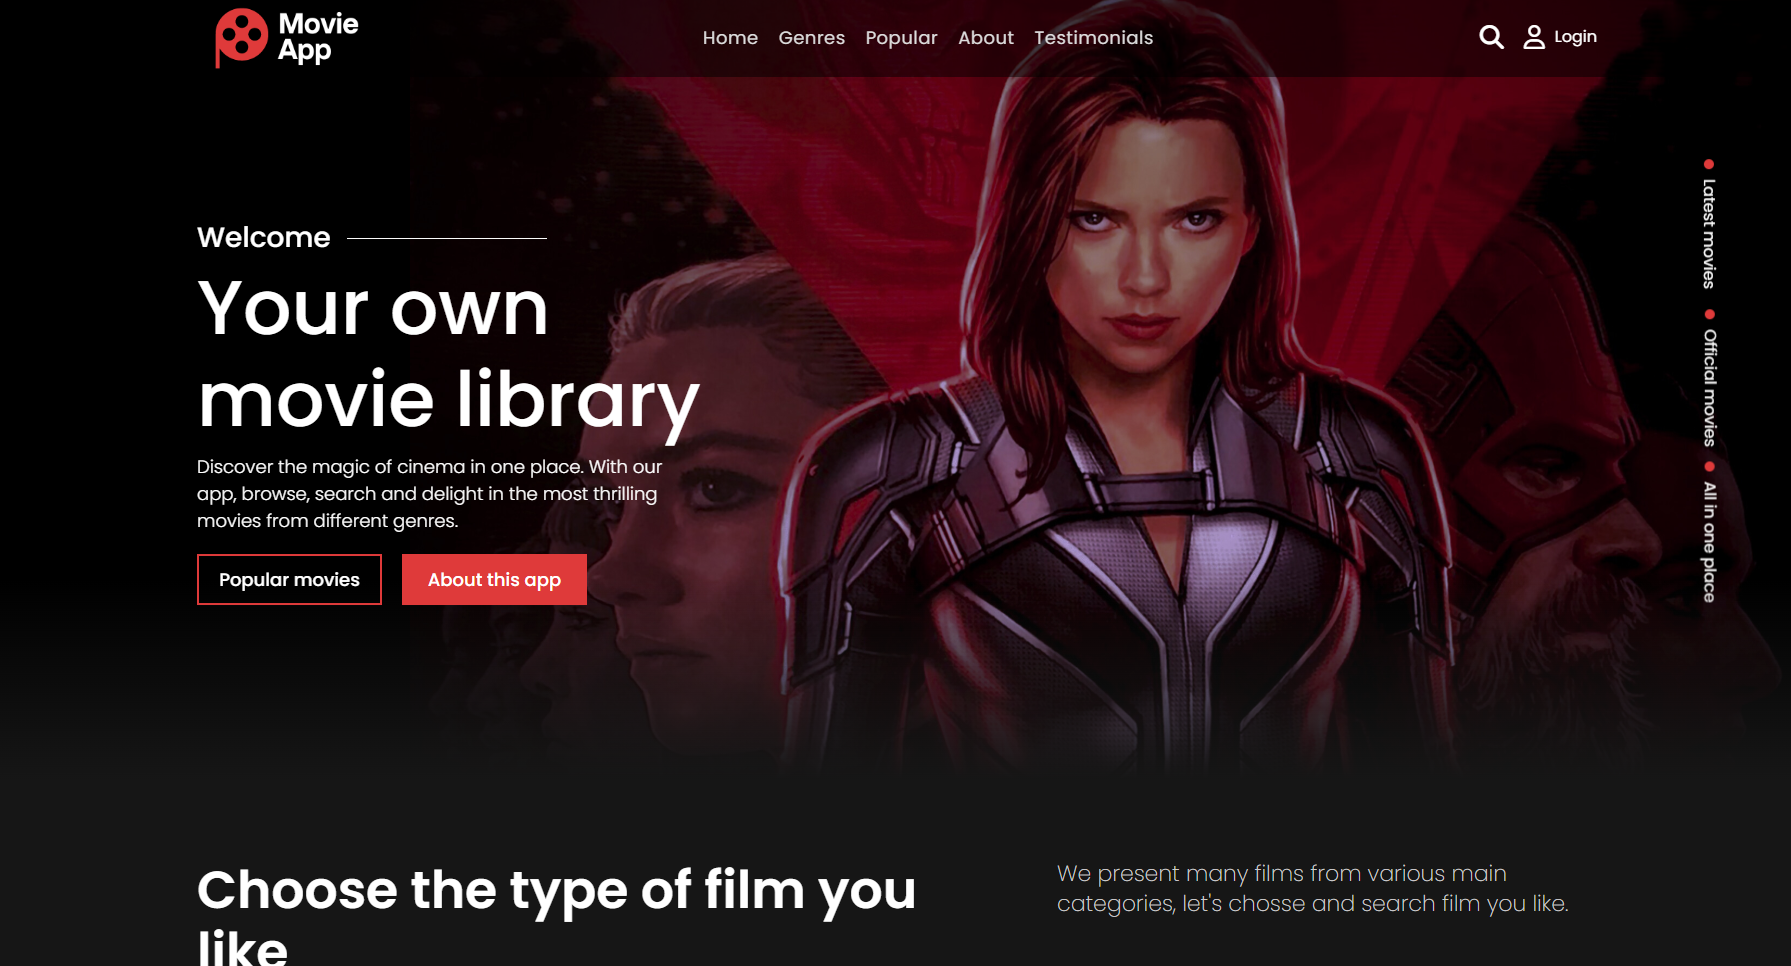 Movie
App
Home Genres Popular About Testimonials
Login
Welcome
Your own
movie library
Discover the magic of cinema in one place. With our
app, browse, search and delight in the most thrilling
movies from different genres.
Popular movies
About this app
Latest movies
Official movies
All in one place
Choose the type of film you
like
We present many films from various main
categories, let's chosse and search film you like.